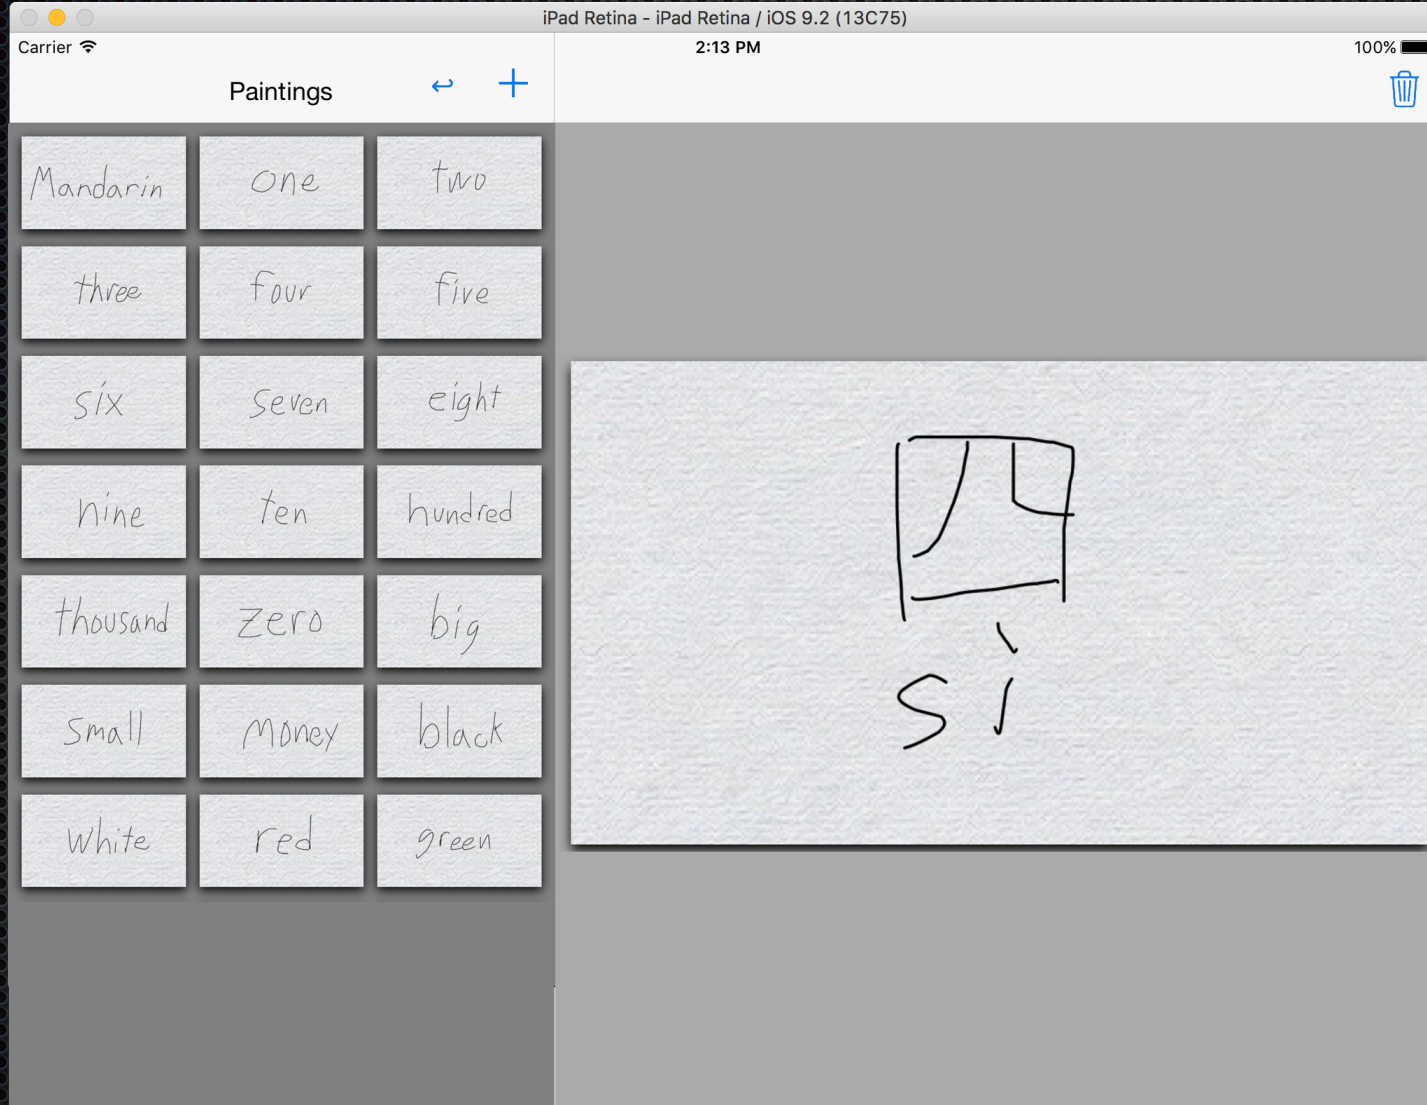 iPad Retina - iPad Retina / iOS 9.2 (13C75)
Carrier 2:13 PM 100%
Paintings
Mandarin one two
three four five
six seven eight
nine ten hundred
thousand zero big
small money black
white red green
四
sì